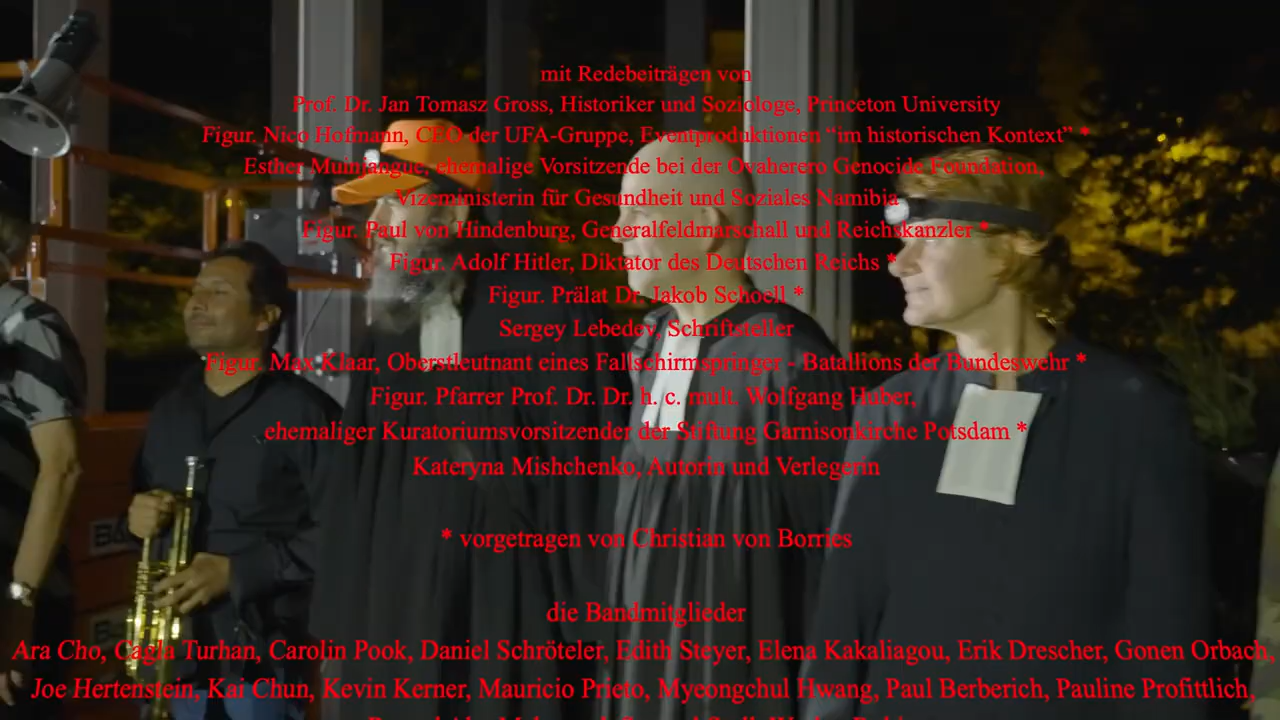 mit Redebeiträgen von
Prof. Dr. Jan Tomasz Gross, Historiker und Soziologe, Princeton University
Figur. Nico Hofmann, CEO der UFA-Gruppe, Eventproduktionen “im historischen Kontext” *
Esther Muinjangue, ehemalige Vorsitzende bei der Ovaherero Genocide Foundation,
Vizeministerin für Gesundheit und Soziales Namibia
Figur. Paul von Hindenburg, Generalfeldmarschall und Reichskanzler *
Figur. Adolf Hitler, Diktator des Deutschen Reichs *
Figur. Prälat Dr. Jakob Schoell *
Sergey Lebedev, Schriftsteller
Figur. Max Klaar, Oberstleutnant eines Fallschirmspringer - Batallions der Bundeswehr *
Figur. Pfarrer Prof. Dr. Dr. h. c. mult. Wolfgang Huber,
ehemaliger Kuratoriumsvorsitzender der Stiftung Garnisonkirche Potsdam *
Kateryna Mishchenko, Autorin und Verlegerin
* vorgetragen von Christian von Borries
die Bandmitglieder
Ara Cho, Cagla Turhan, Carolin Pook, Daniel Schröteler, Edith Steyer, Elena Kakaliagou, Erik Drescher, Gonen Orbach,
Joe Hertenstein, Kai Chun, Kevin Kerner, Mauricio Prieto, Myeongchul Hwang, Paul Berberich, Pauline Profittlich,